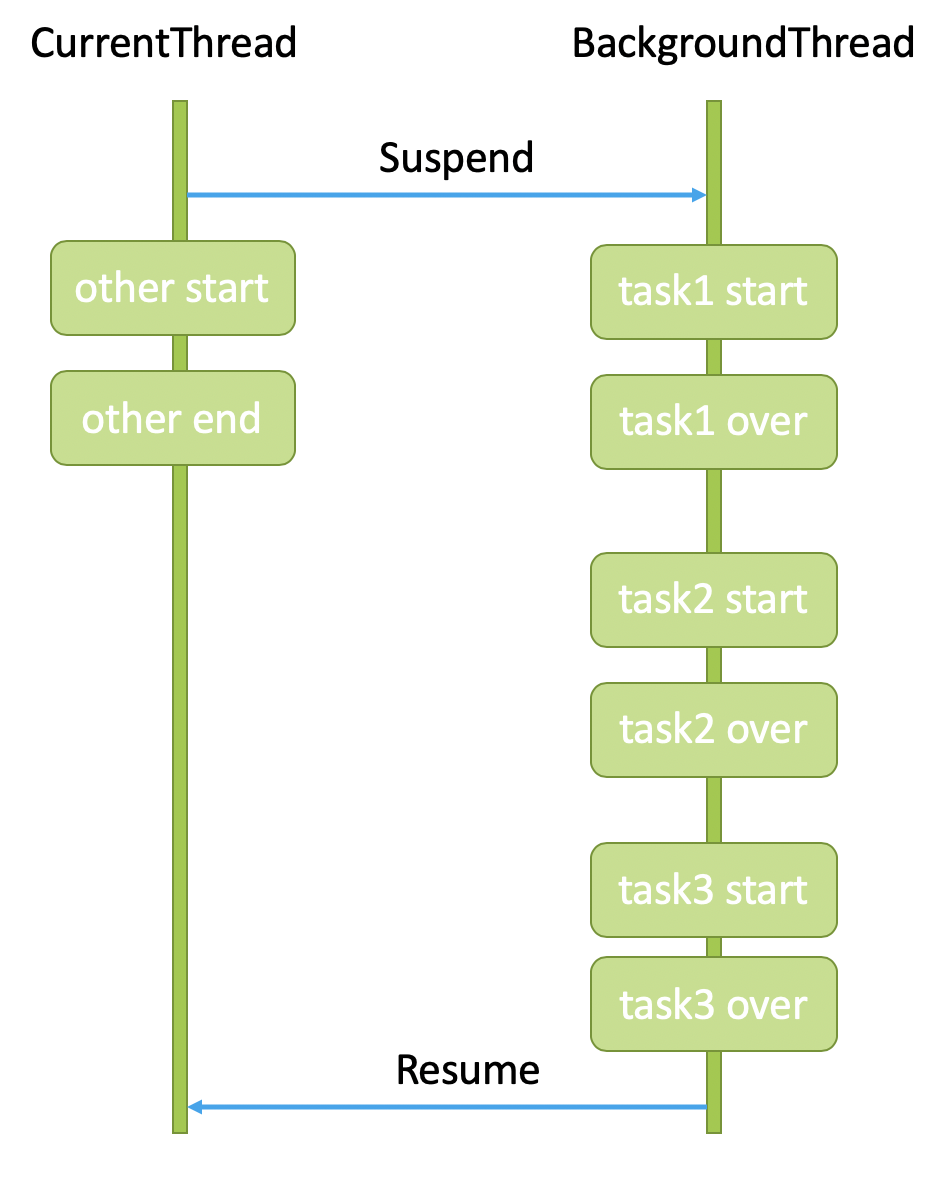 CurrentThread
BackgroundThread
Suspend
other start
task1 start
other end
task1 over
task2 start
task2 over
task3 start
task3 over
Resume